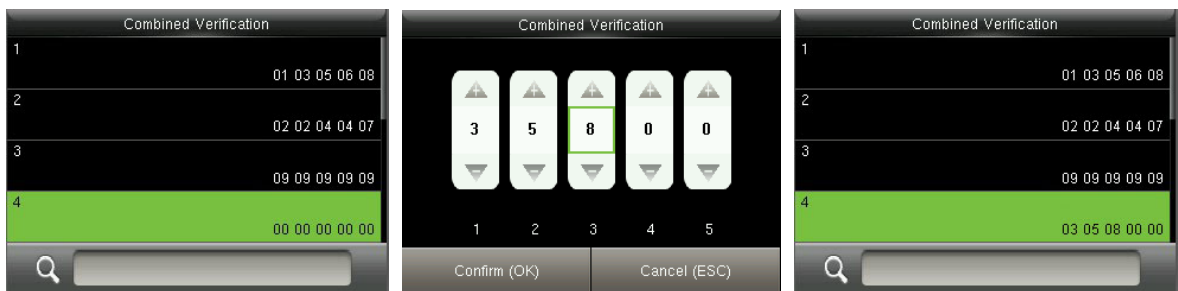 Combined Verification
1
01 03 05 06 08
2
02 02 04 04 07
3
09 09 09 09 09
4
00 00 00 00 00
Combined Verification
3 5 8 0 0
1 2 3 4 5
Confirm (OK) Cancel (ESC)
Combined Verification
1
01 03 05 06 08
2
02 02 04 04 07
3
09 09 09 09 09
4
03 05 08 00 00